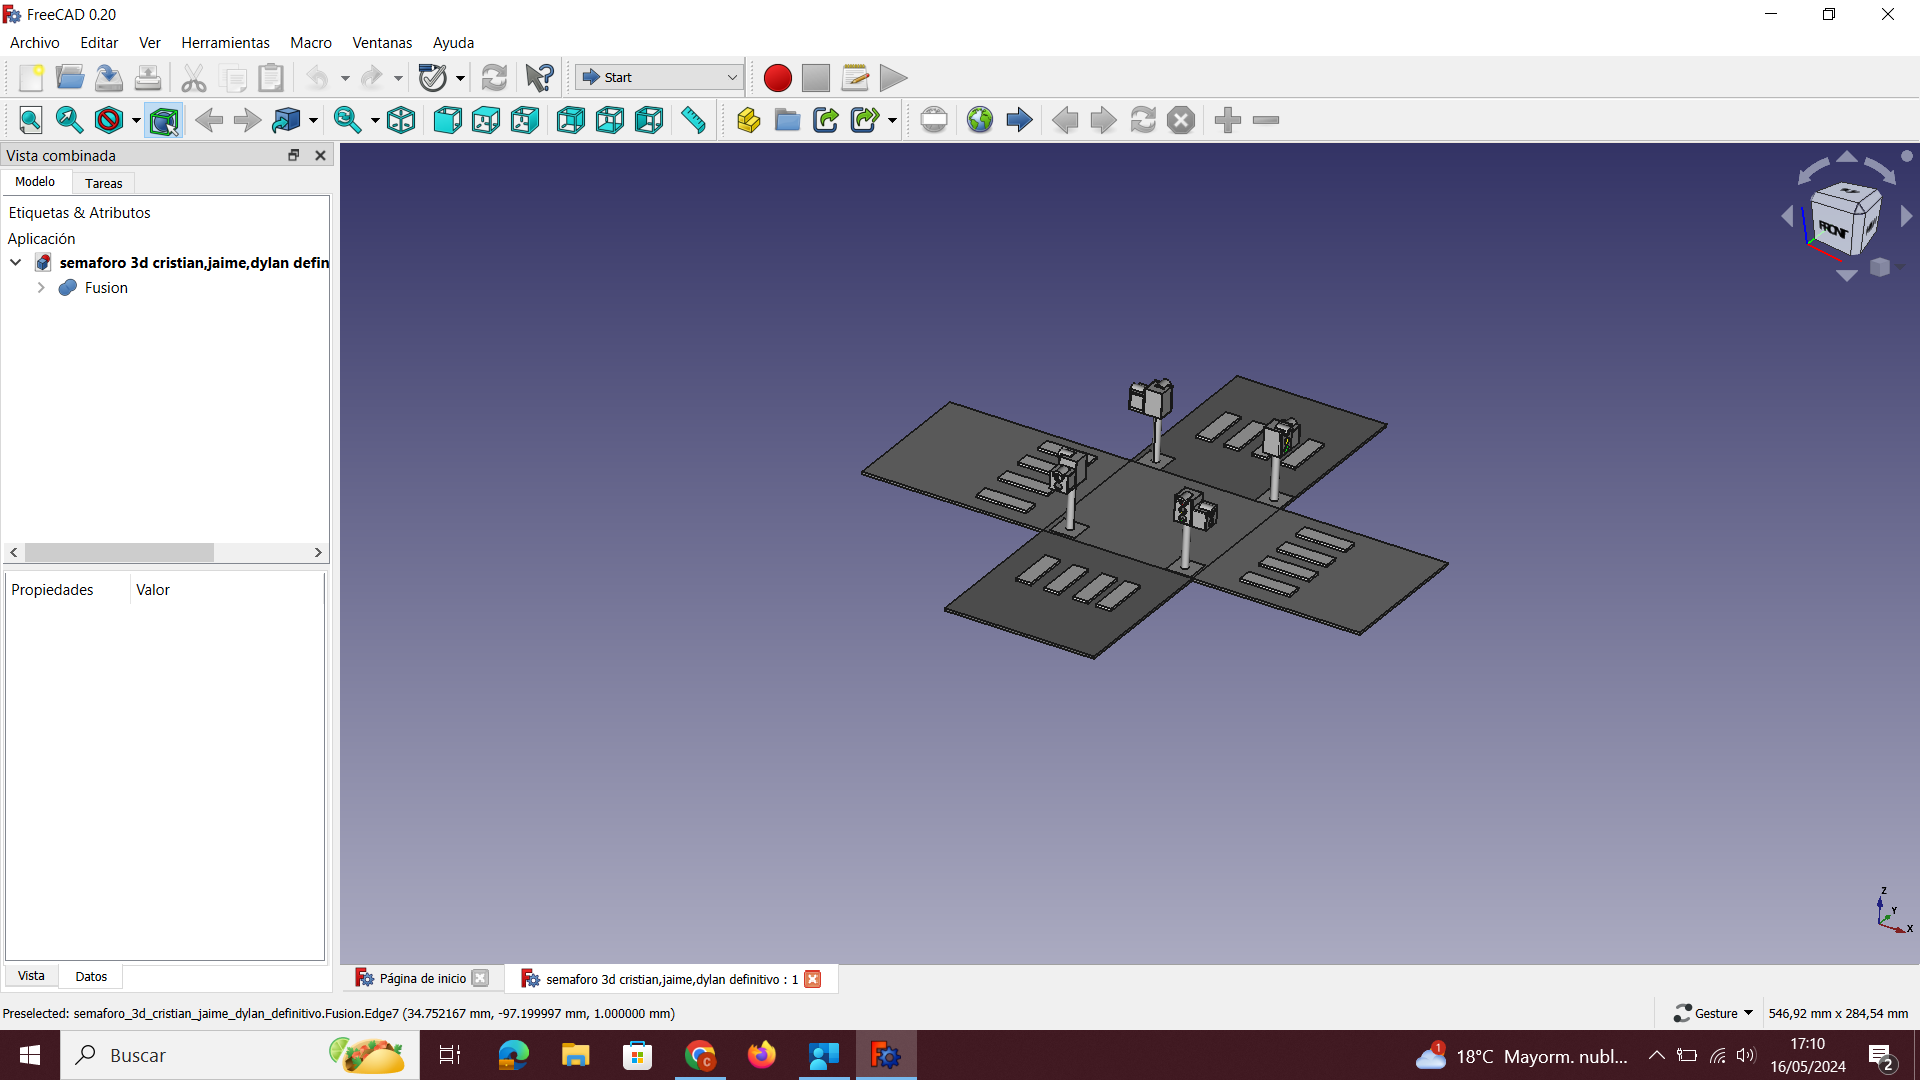 FreeCAD 0.20
Archivo Editar Ver Herramientas Macro Ventanas Ayuda
Start
Vista combinada
Modelo Tareas
Etiquetas & Atributos
Aplicación
semaforo 3d cristian,jaime,dylan defin
Fusion
FRONT
Propiedades Valor
Z
Y
X
Vista Datos
Página de inicio semaforo 3d cristian,jaime,dylan definitivo : 1
Preselected: semaforo_3d_cristian_jaime_dylan_definitivo.Fusion.Edge7 (34.752167 mm, -97.199997 mm, 1.000000 mm) Gesture 546,92 mm x 284,54 mm
Buscar 1 18°C Mayorm. nubl... 17:10
16/05/2024 2